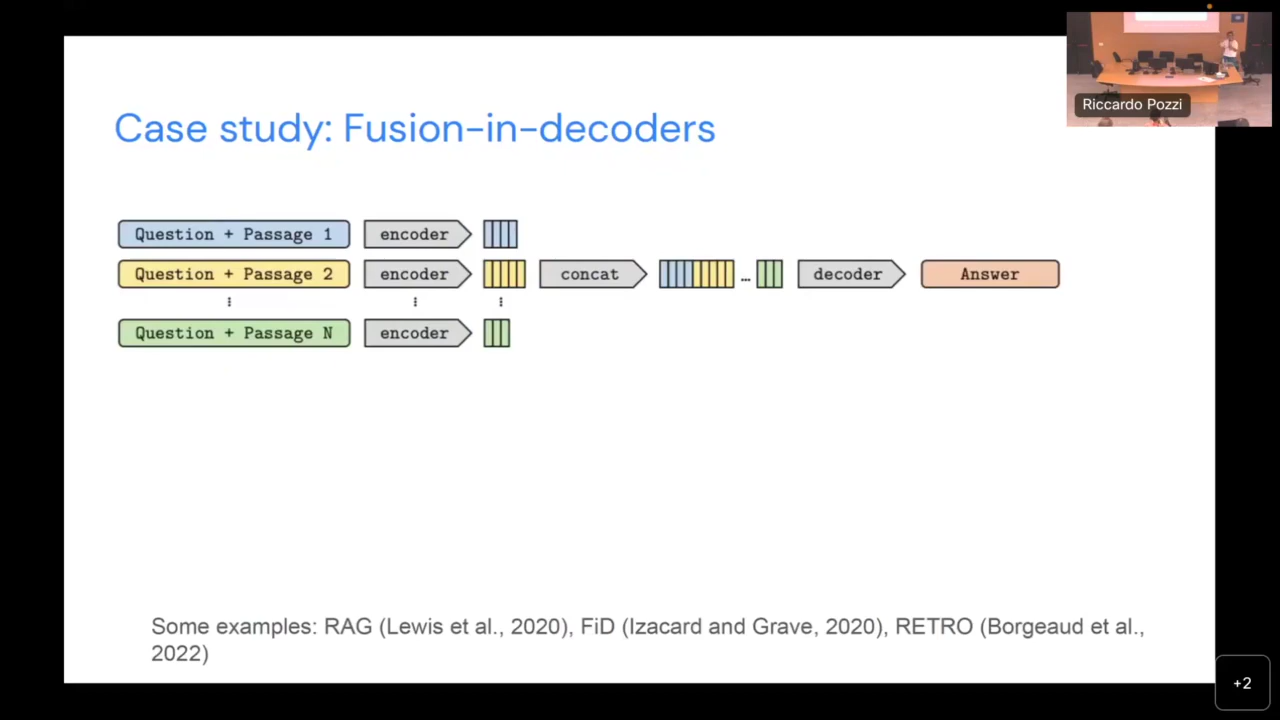 Riccardo Pozzi
Case study: Fusion-in-decoders
Question + Passage 1
encoder
Question + Passage 2
encoder
concat
...
decoder
Answer
Question + Passage N
encoder
Some examples: RAG (Lewis et al., 2020), FiD (Izacard and Grave, 2020), RETRO (Borgeaud et al.,
2022)
+2